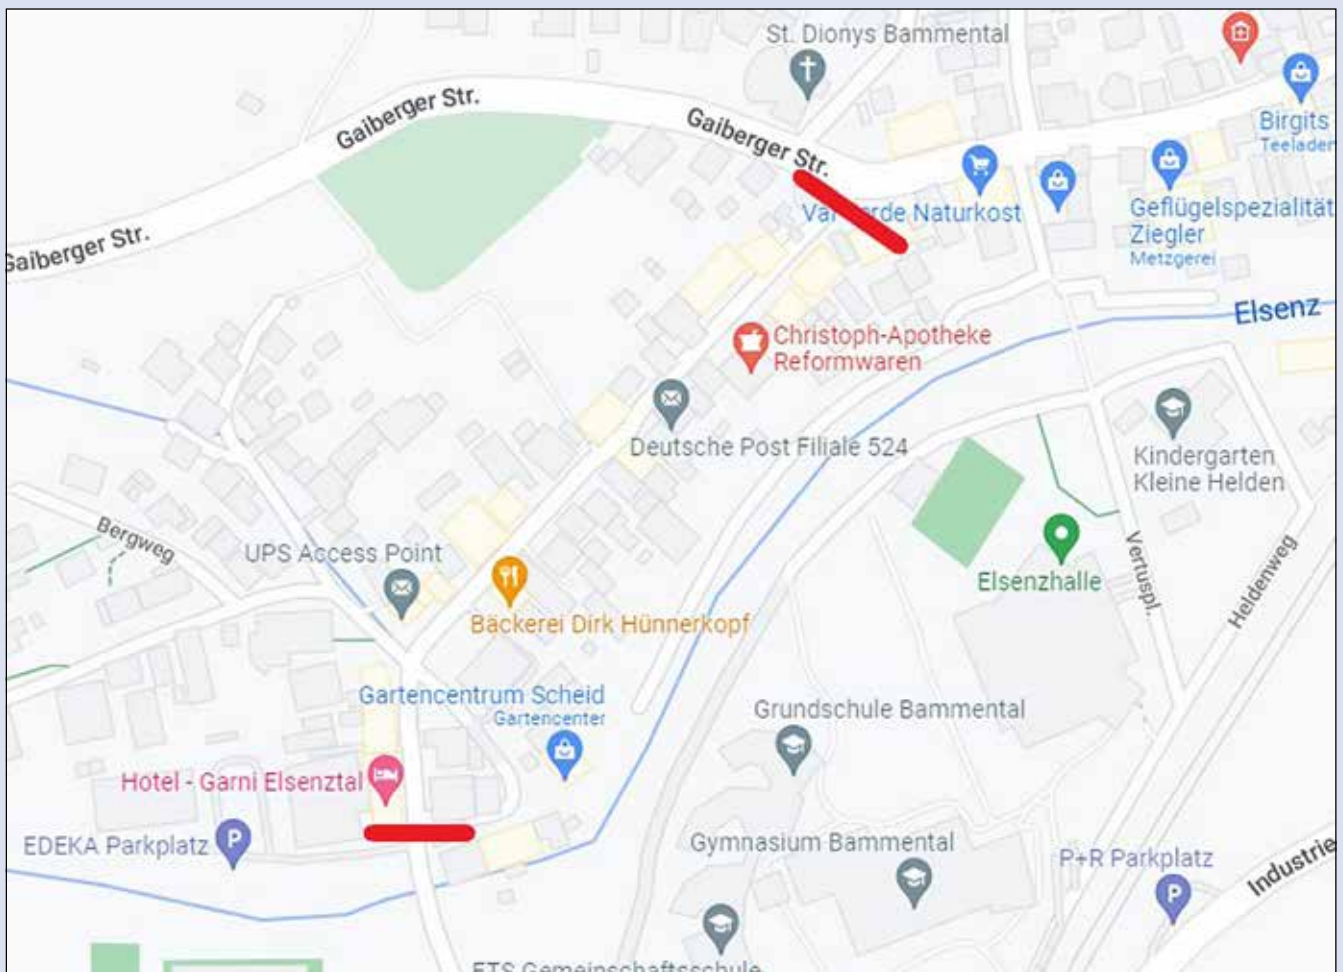 St. Dionys Bammental
Gaiberger Str.
Gaiberger Str.
Birgits
Teeladen
Naturkost
Geflügelspezialität
Ziegler
Metzgerei
Gaiberger Str.
Elsenz
Christoph-Apotheke
Reformwaren
Deutsche Post Filiale 524
Kindergarten
Kleine Helden
Bergweg
UPS Access Point
Elsenzhalle
Vertuspl.
Heldenweg
Bäckerei Dirk Hünnerkopf
Gartencentrum Scheid
Gartencenter
Grundschule Bammental
Hotel - Garni Elsenztal
EDEKA Parkplatz
P
Gymnasium Bammental
P+R Parkplatz
P
Industrie
ETS Gemeinschaftsschule